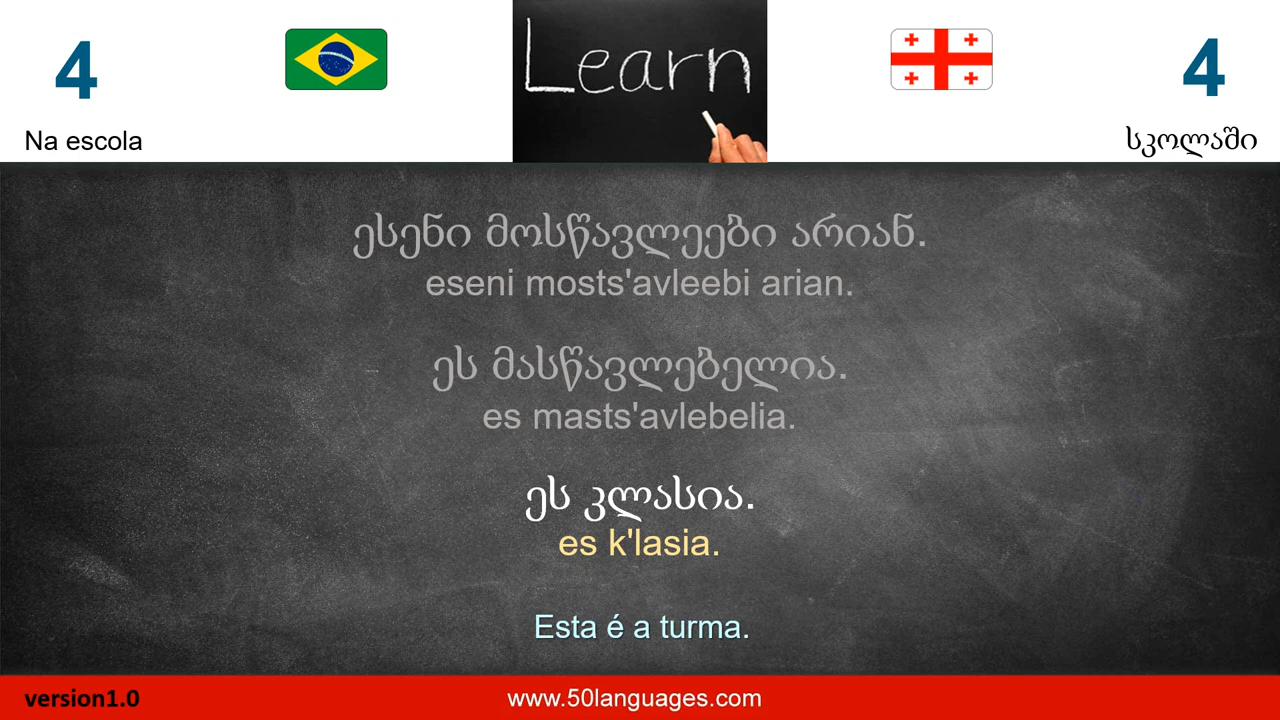 4
4
Learn
Na escola
სკოლაში
ესენი მოსწავლეები არიან.
eseni mosts'avleebi arian.
ეს მასწავლებელია.
es masts'avlebelia.
ეს კლასია.
es k'lasia.
Esta é a turma.
version1.0
www.50languages.com